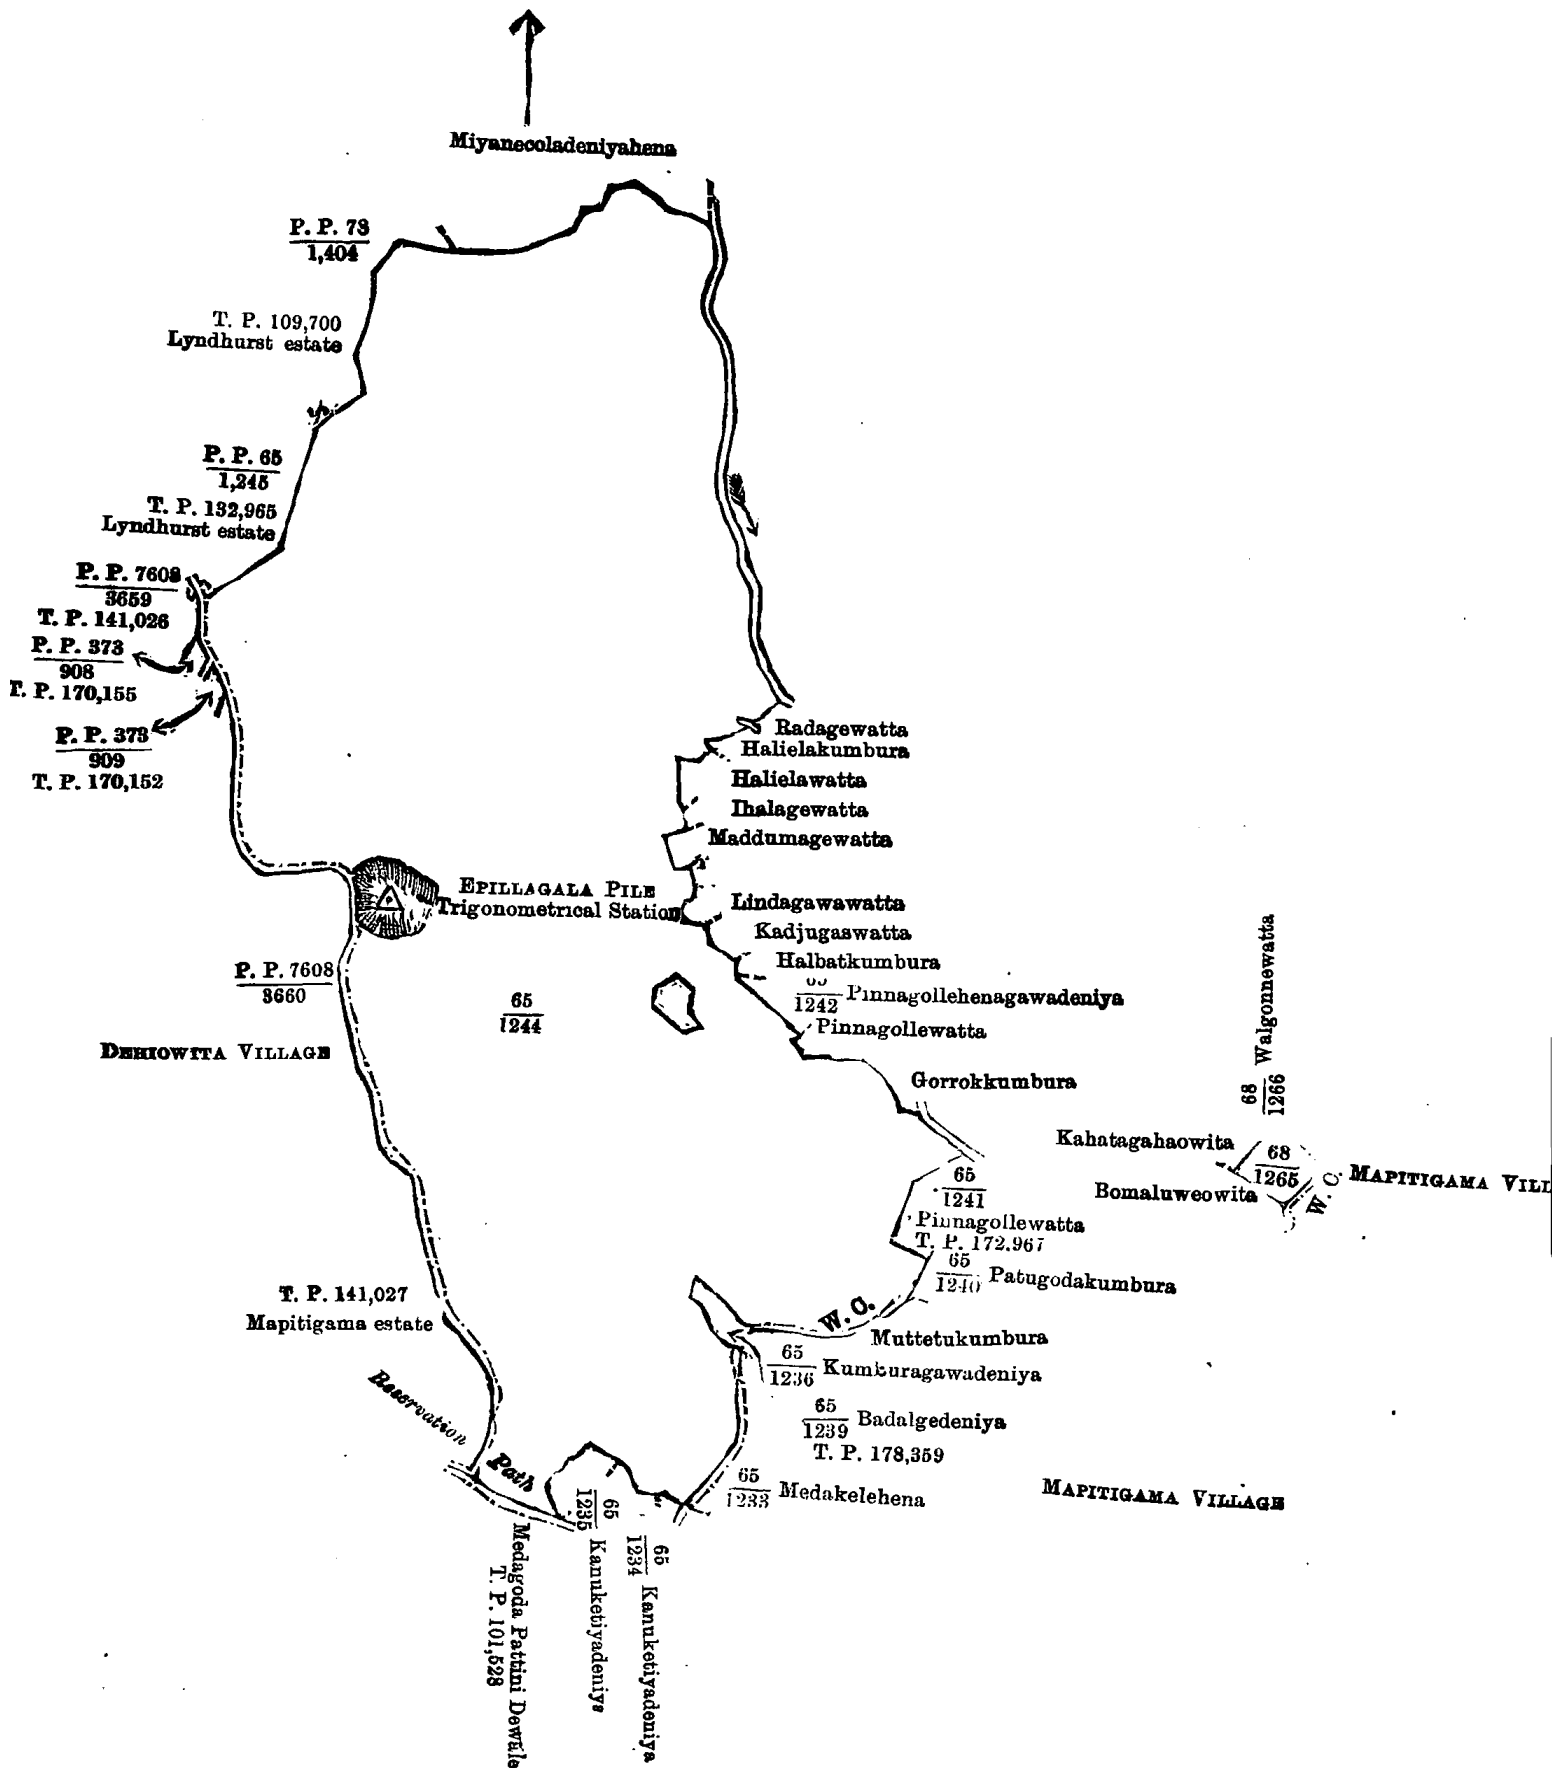 Miyanecoladeniyahena
P. P. 73
1,404
T. P. 109,700
Lyndhurst estate
P. P. 65
1,245
T. P. 132,965
Lyndhurst estate
P. P. 7608
3659
T. P. 141,026
P. P. 373
908
T. P. 170,155
P. P. 373
909
T. P. 170,152
Radagewatta
Halielakumbura
Halielawatta
Ihalagewatta
Maddumagewatta
EPILLAGALA PILE
Trigonometrical Station
Lindagawawatta
Kadjugaswatta
Halbatkumbura
P. P. 7608
3660
65
1244
1242 Pinnagollehenagawadeniya
Pinnagollewatta
DEHIOWITA VILLAGE
Gorrokkumbura
68
1266 Walgonnewatta
Kahatagahaowita
68
1265
W. C.
MAPITIGAMA VILL
Bomaluweowita
65
1241
Pinnagollewatta
T. P. 172,967
65
1240 Patugodakumbura
T. P. 141,027
Mapitigama estate
W. C.
Muttetukumbura
65
1236 Kumburagawadeniya
Reservation
Path
65
1239 Badalgedeniya
T. P. 178,359
65
1233 Medakelehena
MAPITIGAMA VILLAGE
Medagoda Pattini Dewale
T. P. 101,528
65
1235 Kanuketiyadeniya
65
1234 Kanuketiyadeniya